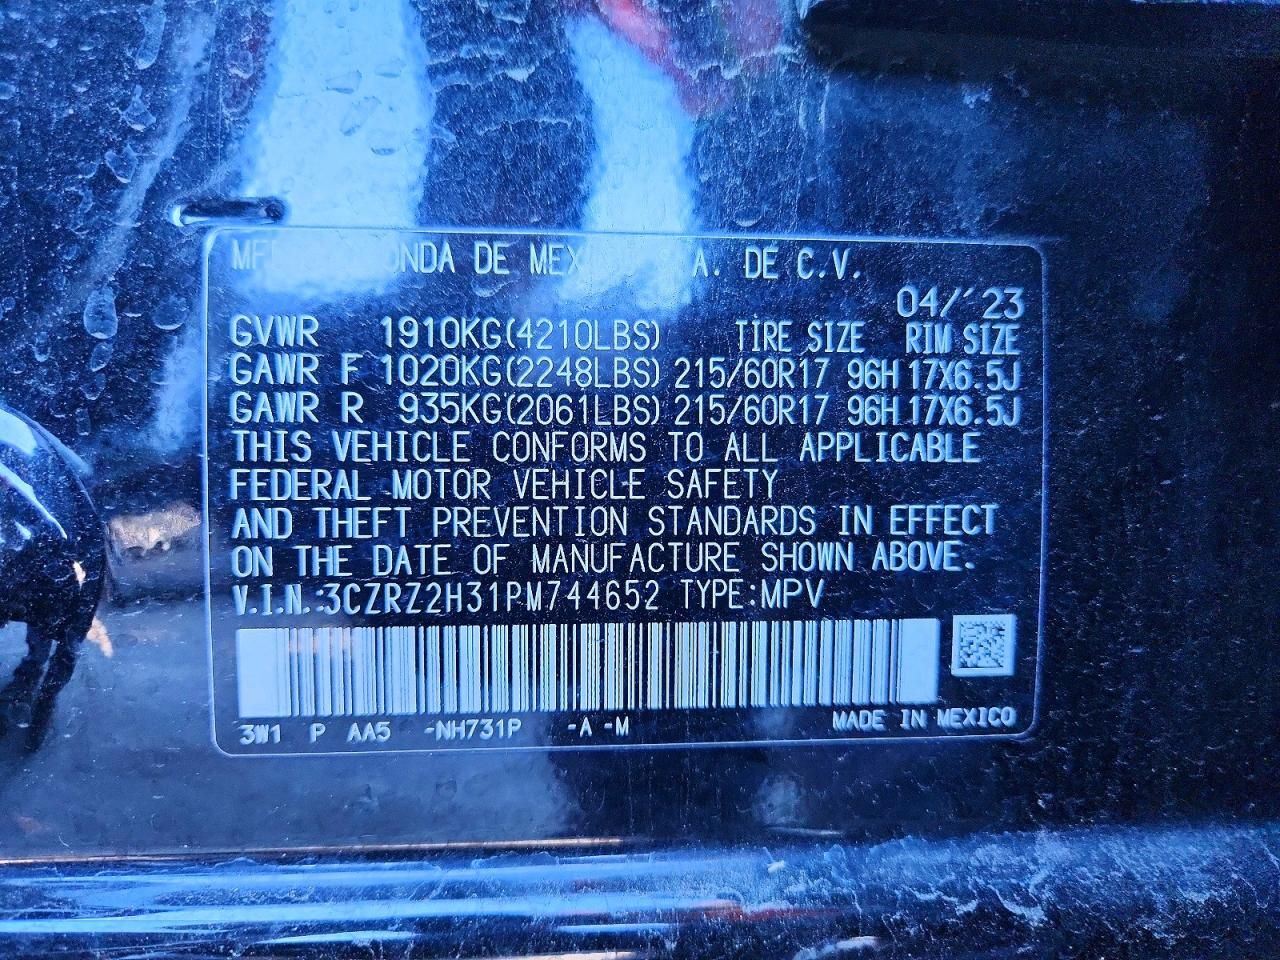 DE C.V.
04/´23
GVWR 1910KG(4210LBS) TIRE SIZE RIM SIZE
GAWR F 1020KG(2248LBS) 215/60R17 96H 17X6.5J
GAWR R 935KG(2061LBS) 215/60R17 96H 17X6.5J
THIS VEHICLE CONFORMS TO ALL APPLICABLE
FEDERAL MOTOR VEHICLE SAFETY
AND THEFT PREVENTION STANDARDS IN EFFECT
ON THE DATE OF MANUFACTURE SHOWN ABOVE.
V.I.N.:3CZRZ2H31PM744652 TYPE:MPV
3W1 P AA5 -NH731P -A -M MADE IN MEXICO